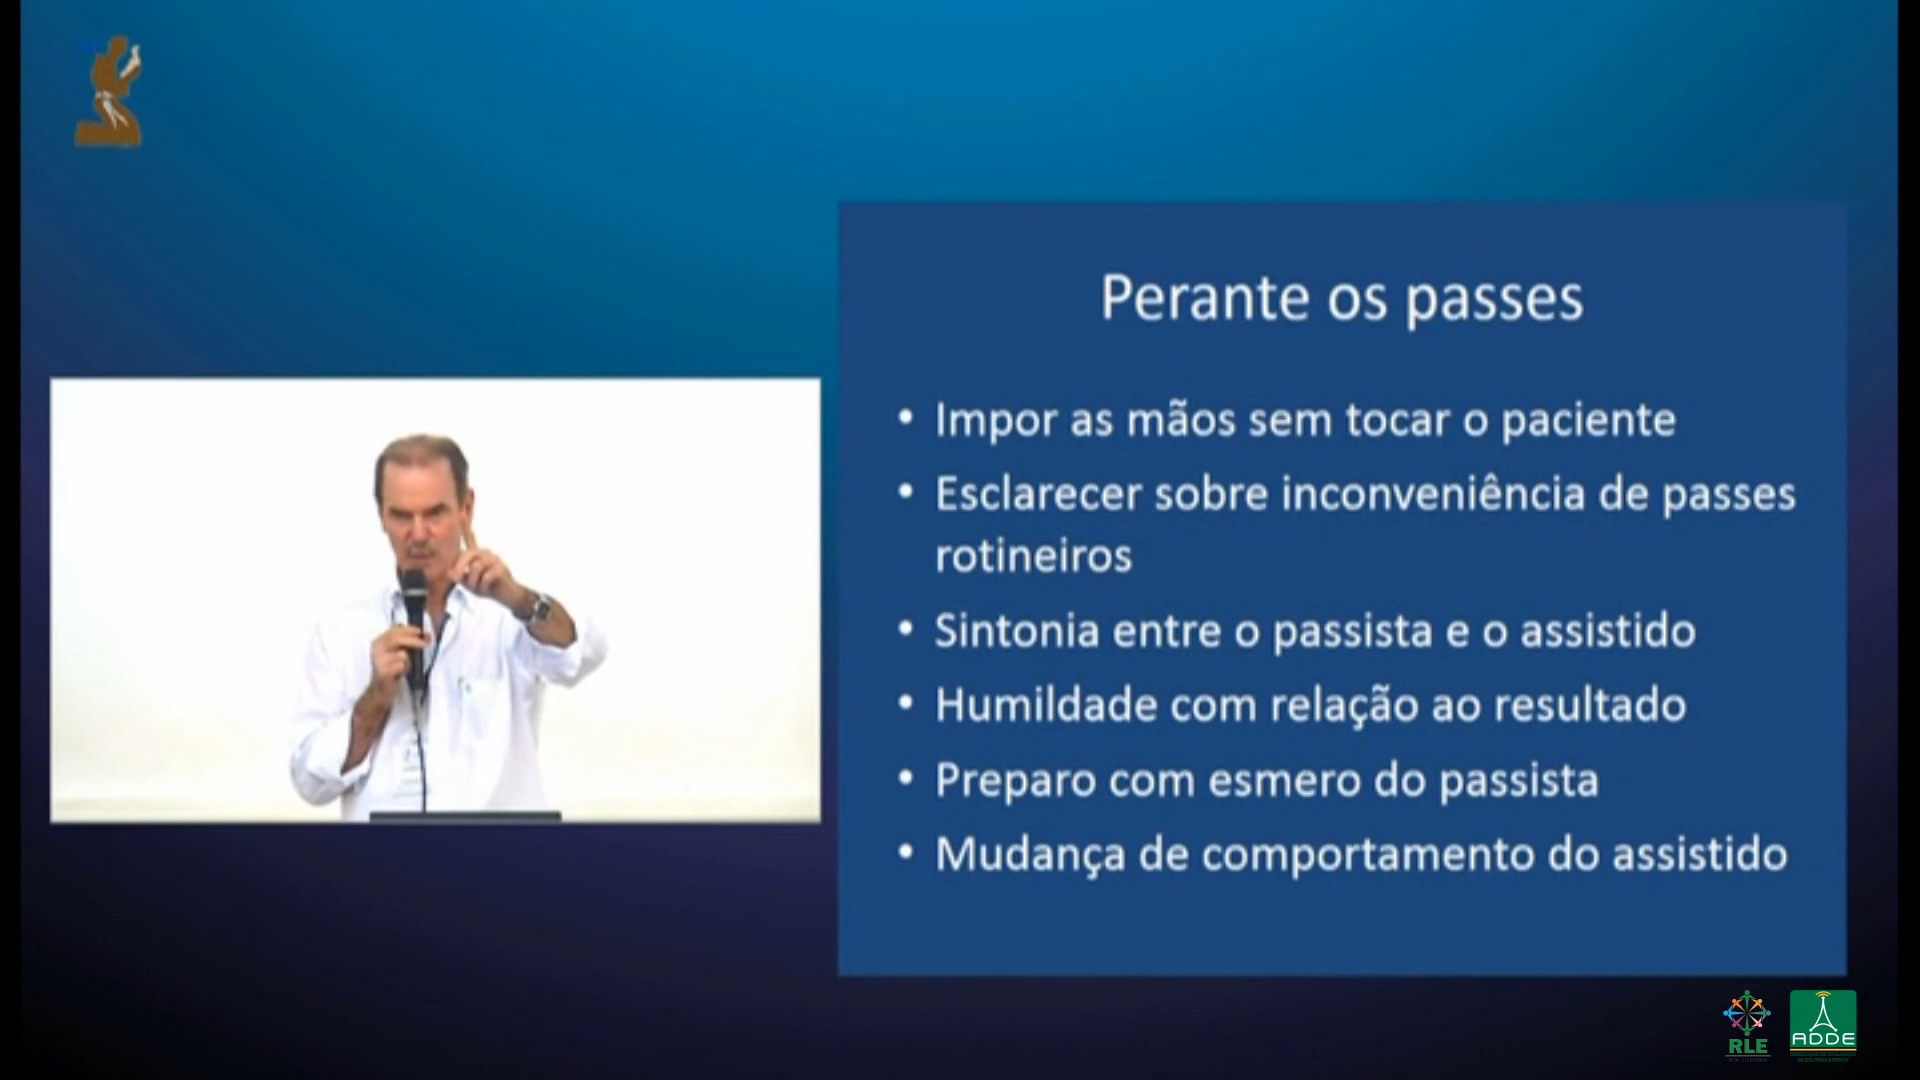 Perante os passes
• Impor as mãos sem tocar o paciente
• Esclarecer sobre inconveniência de passes
rotineiros
• Sintonia entre o passista e o assistido
• Humildade com relação ao resultado
• Preparo com esmero do passista
• Mudança de comportamento do assistido
RLE
ADDE